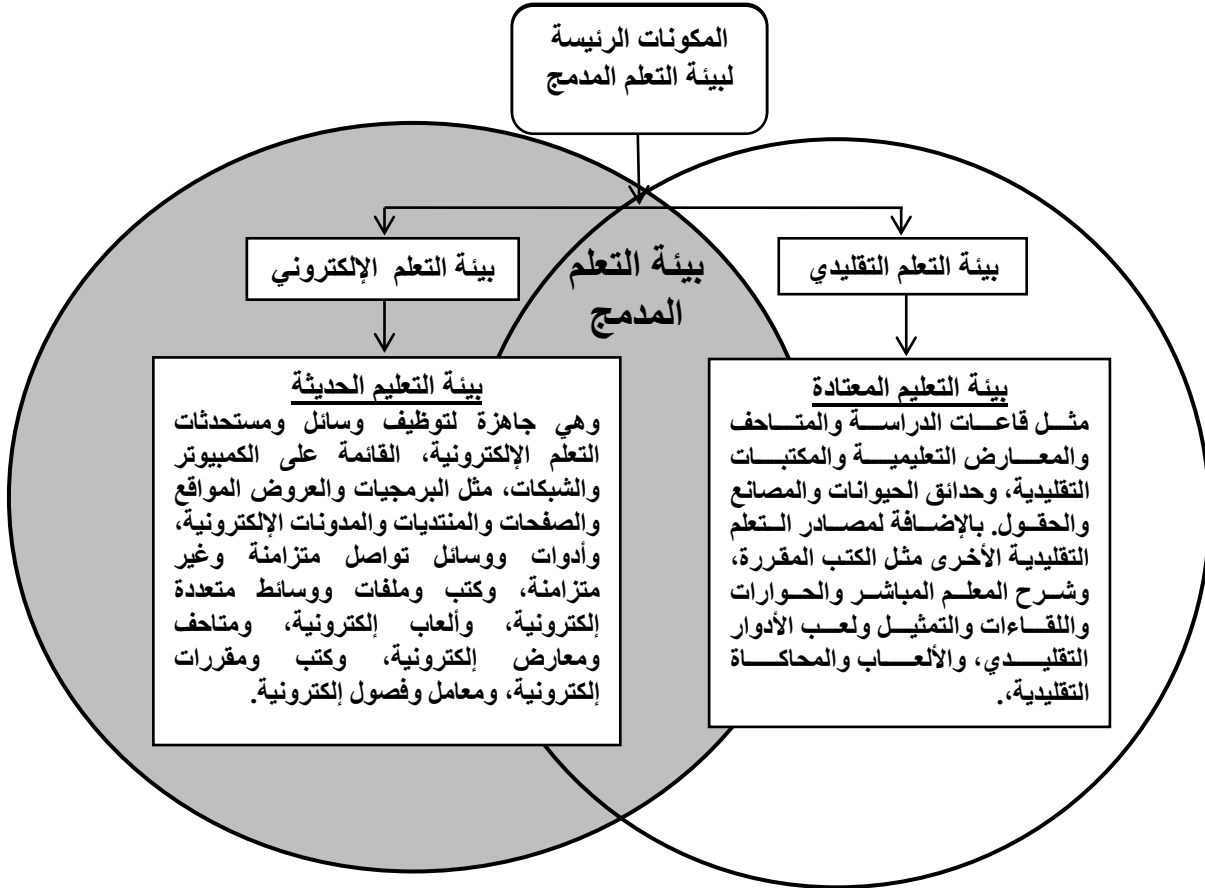 المكونات الرئيسة
لبيئة التعلم المدمج
بيئة التعلم التقليدي
بيئة التعلم
المدمج
بيئة التعلم الإلكتروني
بيئة التعليم المعتادة
مثل قاعات الدراسة والمتاحف
والمعارض التعليمية والمكتبات
التقليدية، وحدائق الحيوانات والمصانع
والحقول. بالإضافة لمصادر التعلم
التقليدية الأخرى مثل الكتب المقررة،
وشرح المعلم المباشر والحوارات
واللقاءات والتمثيل ولعب الأدوار
التقليدي، والألعاب والمحاكاة
التقليدية،.
بيئة التعليم الحديثة
وهي جاهزة لتوظيف وسائل ومستحدثات
التعلم الإلكترونية، القائمة على الكمبيوتر
والشبكات، مثل البرمجيات والعروض المواقع
والصفحات والمنتديات والمدونات الإلكترونية،
وأدوات ووسائل تواصل متزامنة وغير
متزامنة، وكتب وملفات ووسائط متعددة
إلكترونية، وألعاب إلكترونية، ومتاحف
ومعارض إلكترونية، وكتب ومقررات
إلكترونية، ومعامل وفصول إلكترونية.